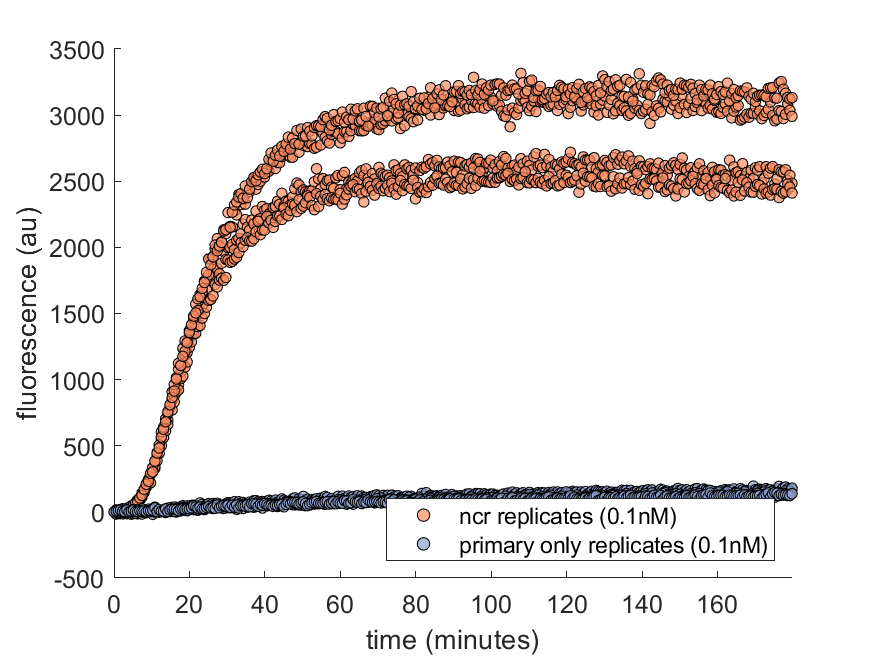 3500
3000
2500
2000
1500
1000
500
0
-500
fluorescence (au)
0 20 40 60 80 100 120 140 160
time (minutes)
ncr replicates (0.1nM)
primary only replicates (0.1nM)